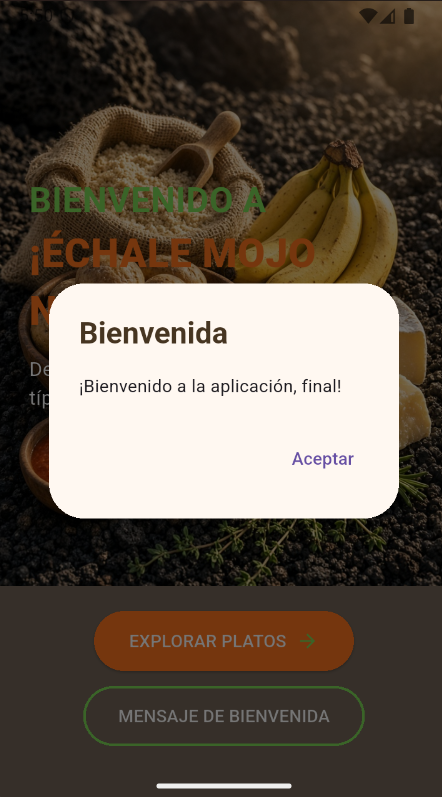 BIENVENIDO A
¡ÉCHALE MOJO
Bienvenida
¡Bienvenido a la aplicación, final!
Aceptar
EXPLORAR PLATOS
MENSAJE DE BIENVENIDA